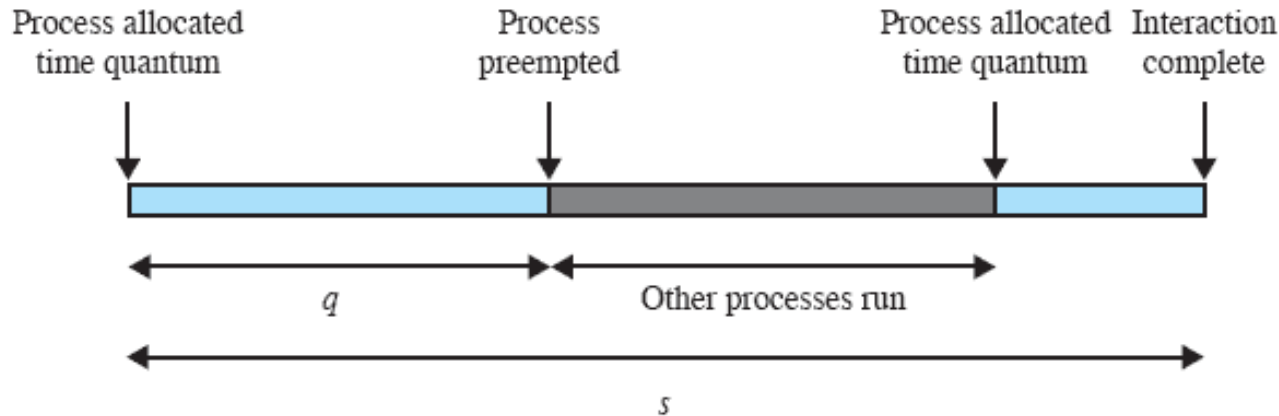 Process allocated
time quantum
Process
preempted
Process allocated
time quantum
Interaction
complete
q
Other processes run
s